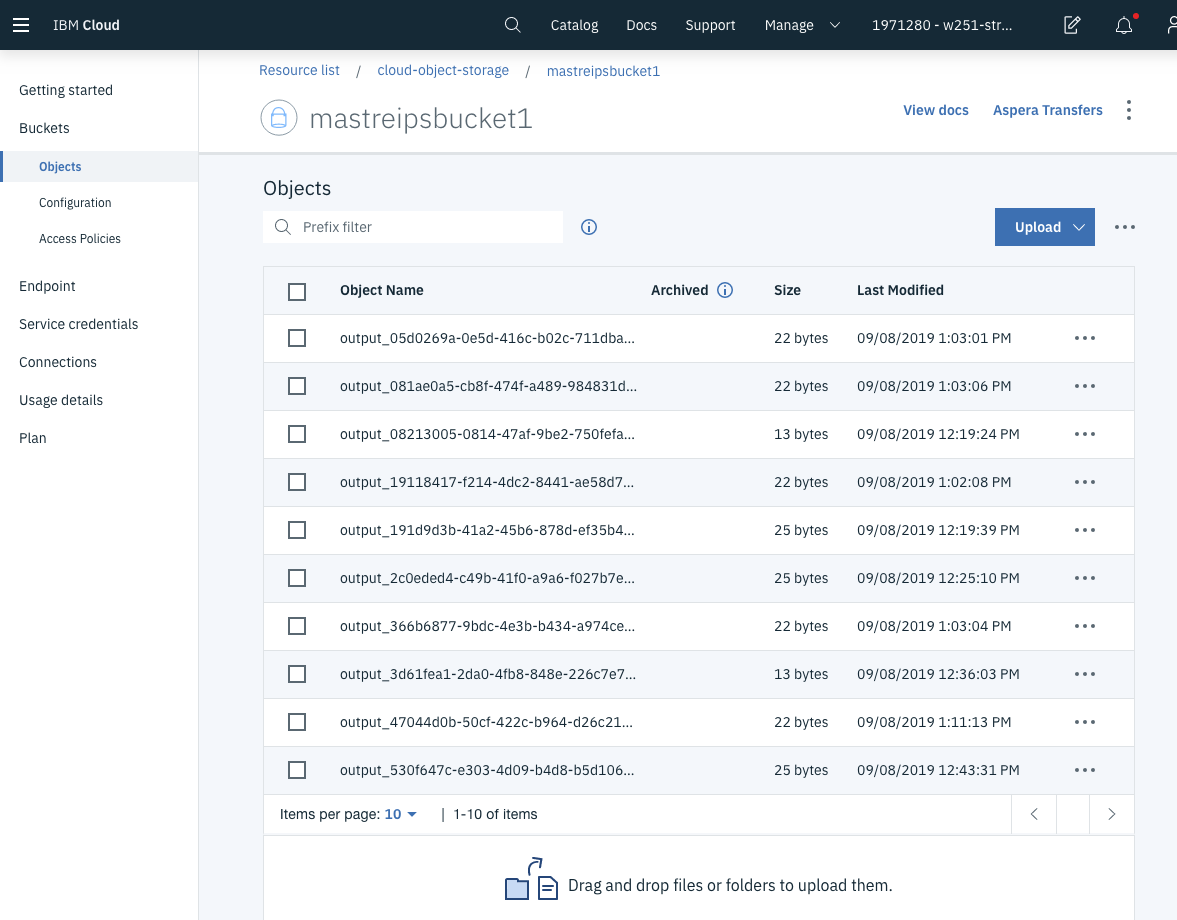 IBM Cloud
Catalog
Docs
Support
Manage
1971280 - w251-str...
Getting started
Buckets
Objects
Configuration
Access Policies
Endpoint
Service credentials
Connections
Usage details
Plan
Resource list / cloud-object-storage / mastreipsbucket1
mastreipsbucket1
View docs
Aspera Transfers
Objects
Prefix filter
Upload
Object Name Archived Size Last Modified
output_05d0269a-0e5d-416c-b02c-711dba... 22 bytes 09/08/2019 1:03:01 PM
output_081ae0a5-cb8f-474f-a489-984831d... 22 bytes 09/08/2019 1:03:06 PM
output_08213005-0814-47af-9be2-750fefa... 13 bytes 09/08/2019 12:19:24 PM
output_19118417-f214-4dc2-8441-ae58d7... 22 bytes 09/08/2019 1:02:08 PM
output_191d9d3b-41a2-45b6-878d-ef35b4... 25 bytes 09/08/2019 12:19:39 PM
output_2c0eded4-c49b-41f0-a9a6-f027b7e... 25 bytes 09/08/2019 12:25:10 PM
output_366b6877-9bdc-4e3b-b434-a974ce... 22 bytes 09/08/2019 1:03:04 PM
output_3d61fea1-2da0-4fb8-848e-226c7e7... 13 bytes 09/08/2019 12:36:03 PM
output_47044d0b-50cf-422c-b964-d26c21... 22 bytes 09/08/2019 1:11:13 PM
output_530f647c-e303-4d09-b4d8-b5d106... 25 bytes 09/08/2019 12:43:31 PM
Items per page: 10 | 1-10 of items
Drag and drop files or folders to upload them.